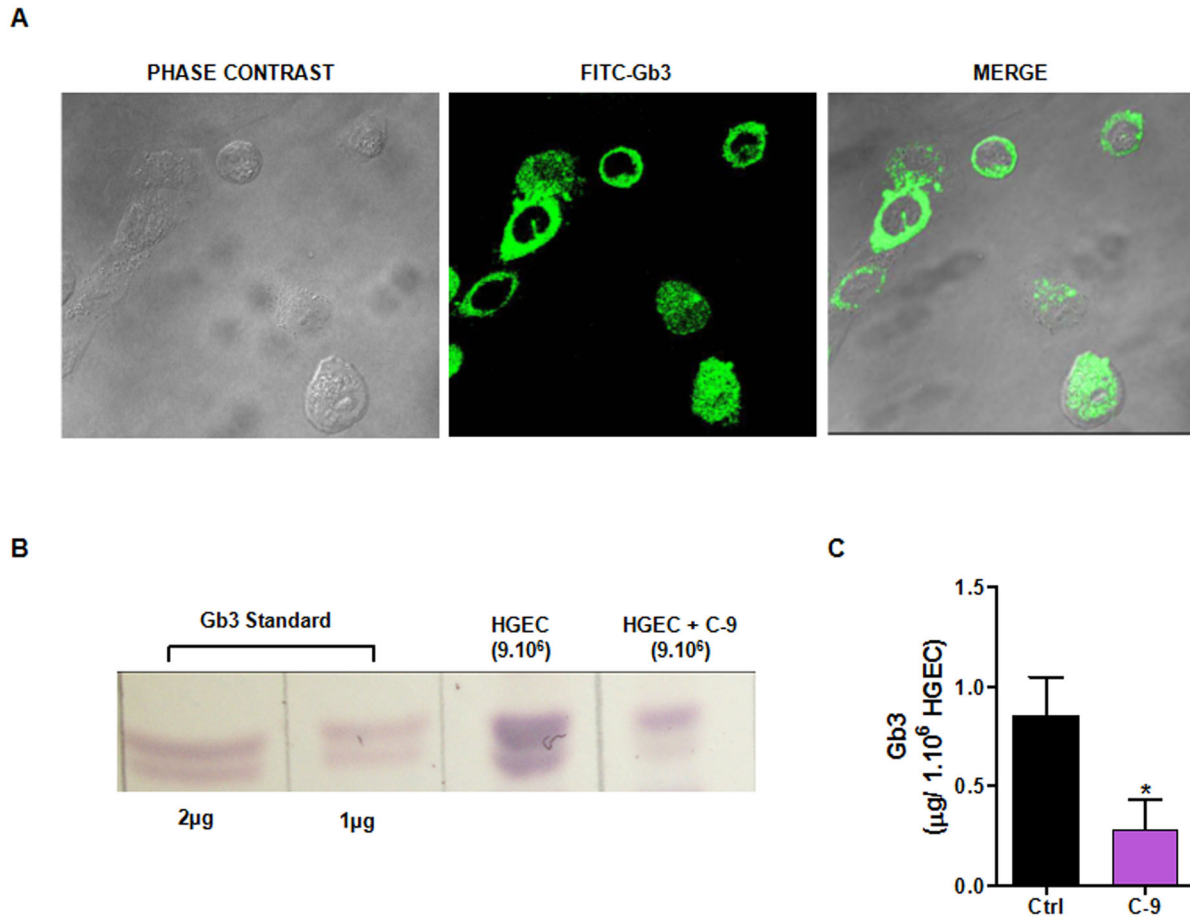 A
PHASE CONTRAST
FITC-Gb3
MERGE
B
Gb3 Standard
HGEC
(9.10⁶)
HGEC + C-9
(9.10⁶)
2µg
1µg
C
Gb3
(µg/ 1.10⁶ HGEC)
1.5
1.0
0.5
0.0
*
Ctrl
C-9